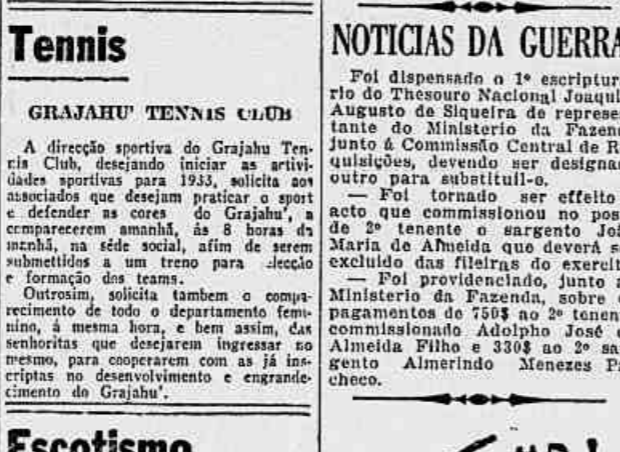 Tennis
GRAJAHU' TENNIS CLUB
A direcção sportiva do Grajahu Ten-
nis Club, desejando iniciar as artivi-
dades sportivas para 1933, solicita aos
associados que desejam praticar o sport
e defender as cores do Grajahu', a
comparecerem amanhã, ás 8 horas da
manhã, na séde social, afim de serem
submettidos a um treno para selecção
e formação dos teams.
Outrosim, solicita tambem o compa-
recimento de todo o departamento femi-
nino, á mesma hora, e bem assim, das
senhoritas que desejarem ingressar no
mesmo, para cooperarem com as já ins-
criptas no desenvolvimento e engrande-
cimento do Grajahu'.
Escotismo
NOTICIAS DA GUERRA
Foi dispensado o 1º escriptur
rio do Thesouro Nacional Joaqui
Augusto de Siqueira de represe
tante do Ministerio da Fazend
junto á Commissão Central de R
quisições, devendo ser designad
outro para substituil-o.
— Foi tornado ser effeito
acto que commissionou no pos
de 2º tenente o sargento Joã
Maria de Almeida que deverá s
excluido das fileiras do exercit
— Foi providenciado, junto a
Ministerio da Fazenda, sobre o
pagamentos de 750$ ao 2º tenen
commissionado Adolpho José d
Almeida Filho e 330$ ao 2º sa
gento Almerindo Menezes Pa
checo.